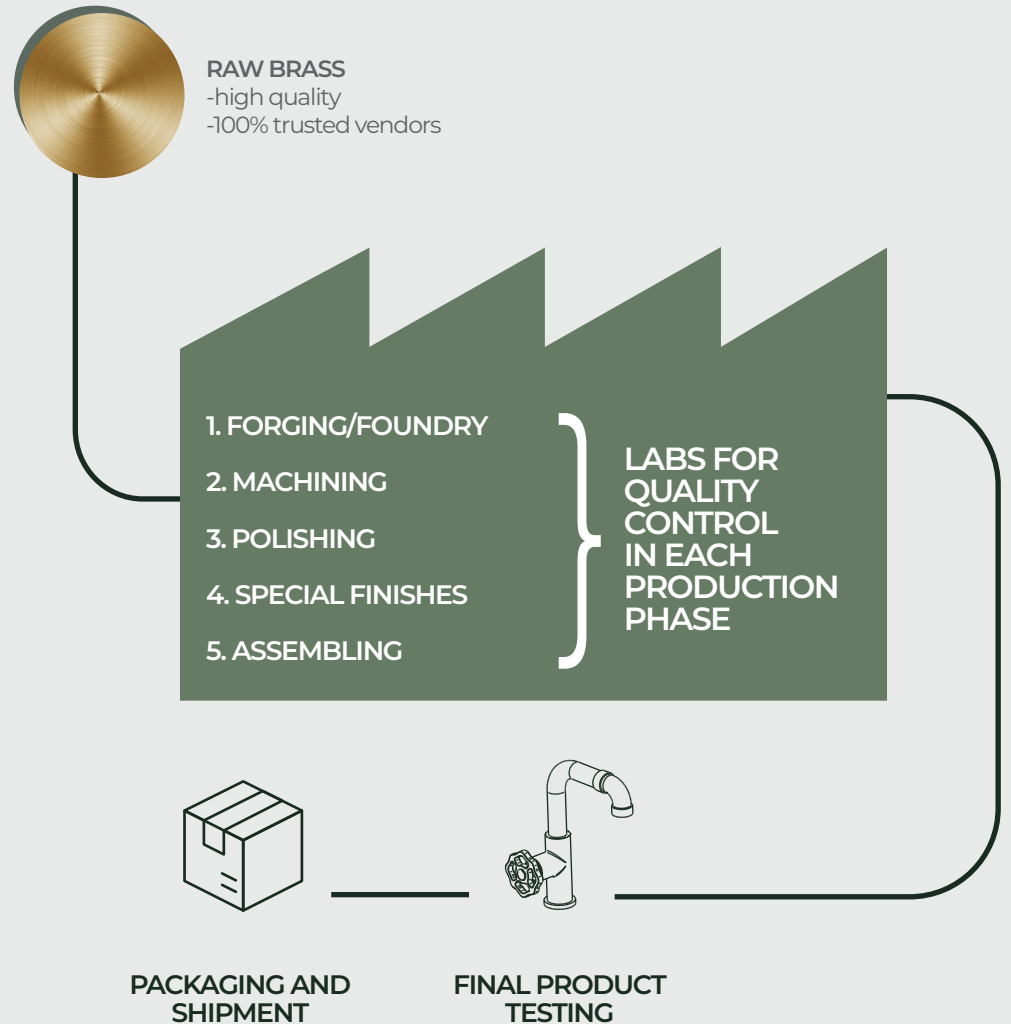 RAW BRASS
-high quality
-100% trusted vendors
1. FORGING/FOUNDRY
2. MACHINING
3. POLISHING
4. SPECIAL FINISHES
5. ASSEMBLING
LABS FOR
QUALITY
CONTROL
IN EACH
PRODUCTION
PHASE
PACKAGING AND
SHIPMENT
FINAL PRODUCT
TESTING